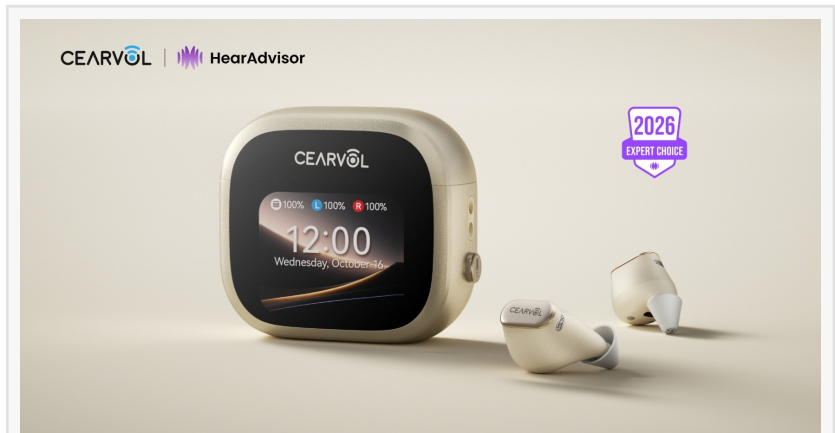 CEARVOL | HearAdvisor
2026
EXPERT CHOICE
CEARVOL
100% L 100% R 100%
12:00
Wednesday, October 16
CEARVOL